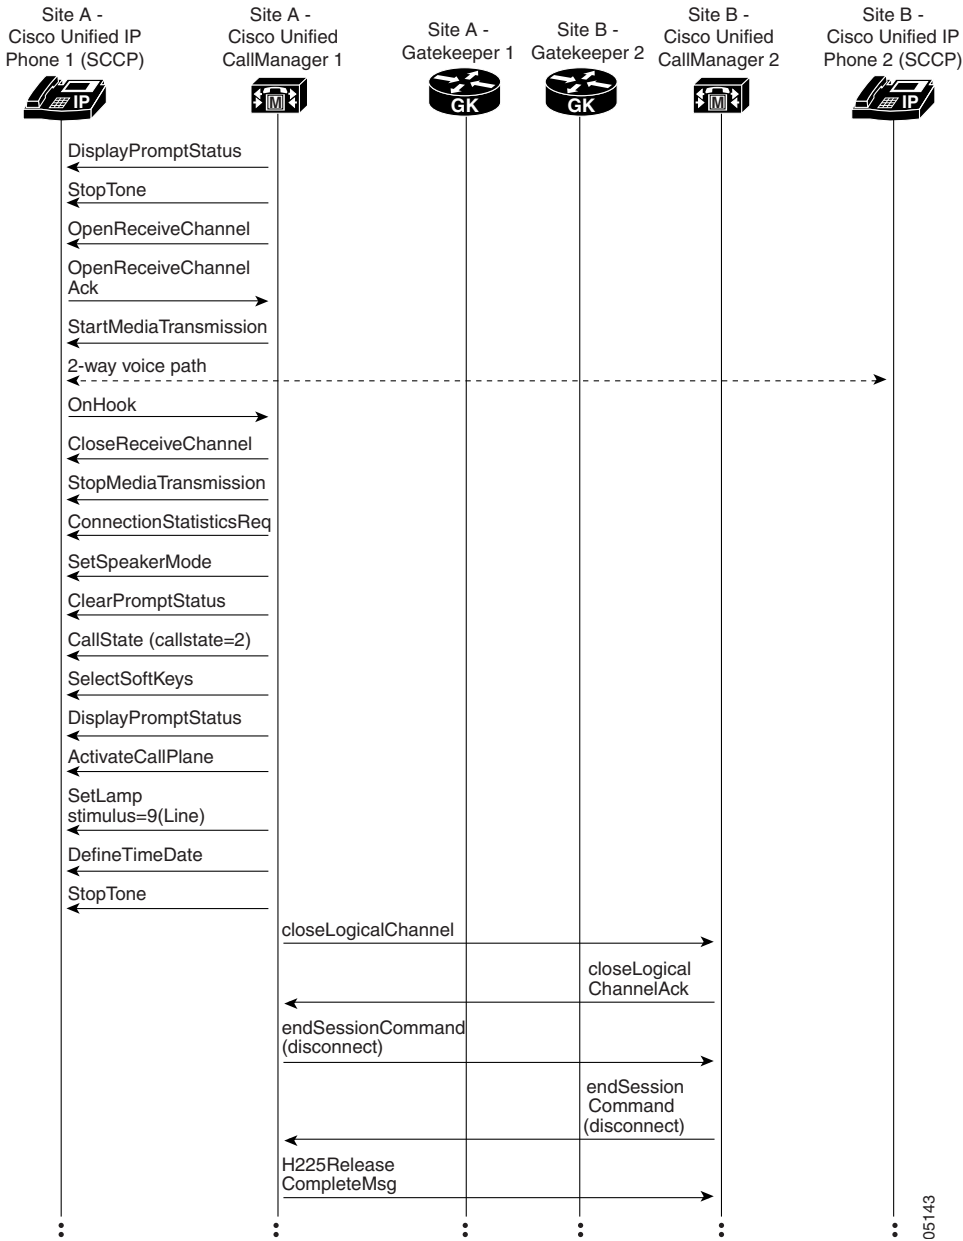 Site A -
Cisco Unified IP
Phone 1 (SCCP)
Site A -
Cisco Unified
CallManager 1
Site A -
Gatekeeper 1
Site B -
Gatekeeper 2
Site B -
Cisco Unified
CallManager 2
Site B -
Cisco Unified IP
Phone 2 (SCCP)
IP
M
GK
GK
M
IP
DisplayPromptStatus
StopTone
OpenReceiveChannel
OpenReceiveChannel
Ack
StartMediaTransmission
2-way voice path
OnHook
CloseReceiveChannel
StopMediaTransmission
ConnectionStatisticsReq
SetSpeakerMode
ClearPromptStatus
CallState (callstate=2)
SelectSoftKeys
DisplayPromptStatus
ActivateCallPlane
SetLamp
stimulus=9(Line)
DefineTimeDate
StopTone
closeLogicalChannel
closeLogical
ChannelAck
endSessionCommand
(disconnect)
endSession
Command
(disconnect)
H225Release
CompleteMsg
05143